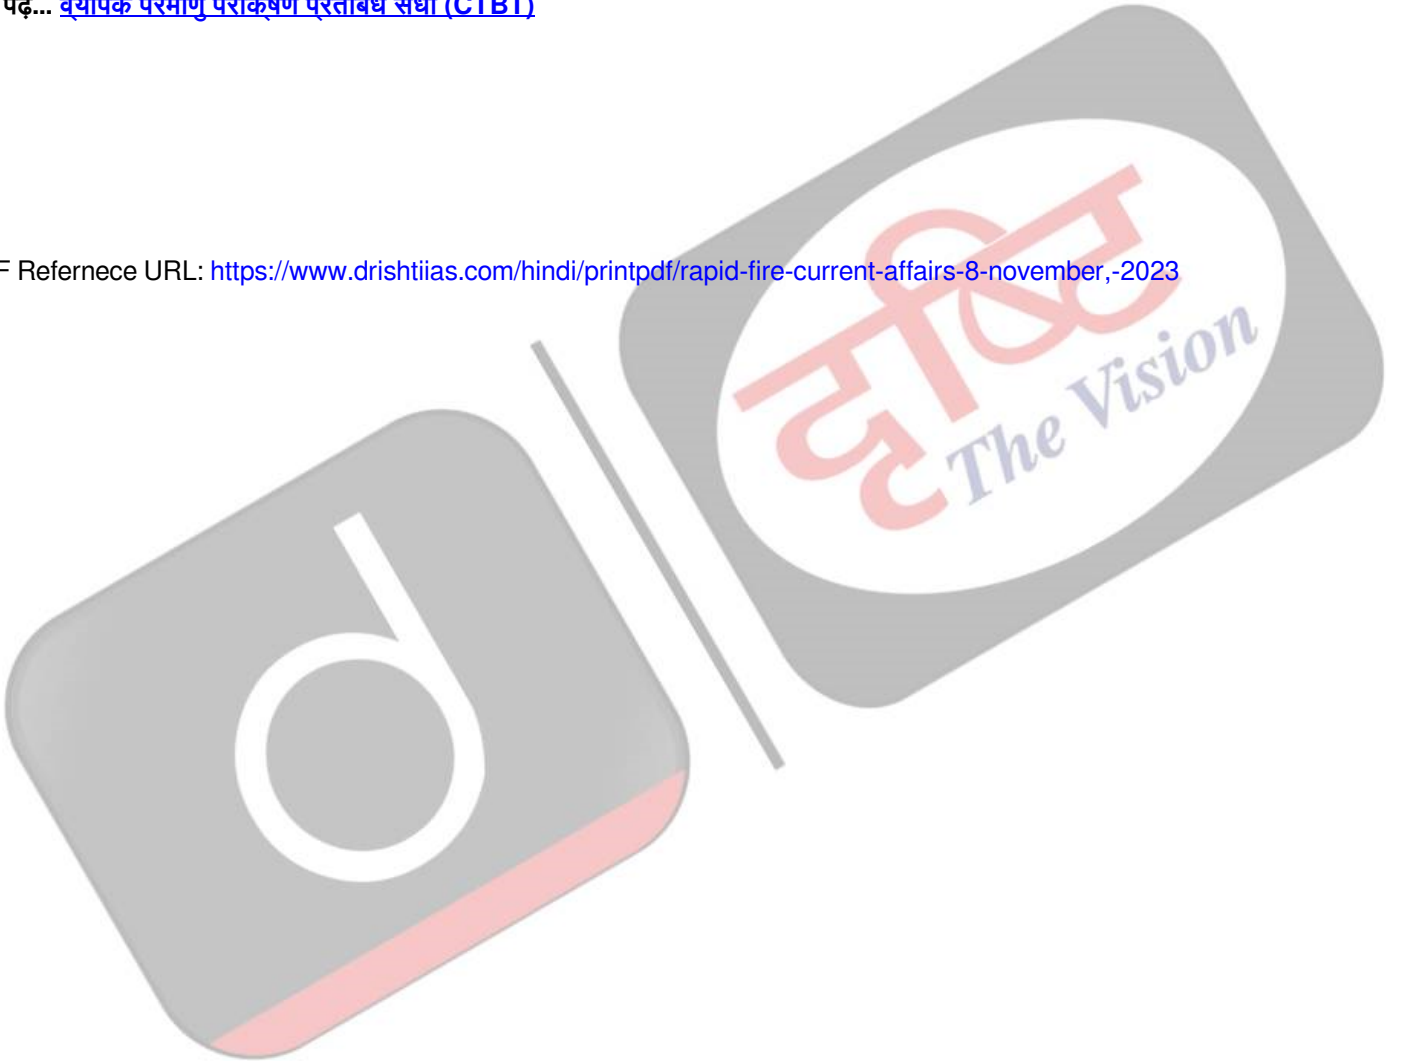 पढ़ें... व्यापक परमाणु परीक्षण प्रतिबंध संधि (CTBT)
F Refernece URL: https://www.drishtiias.com/hindi/printpdf/rapid-fire-current-affairs-8-november,-2023
दृष्टि
The Vision
d